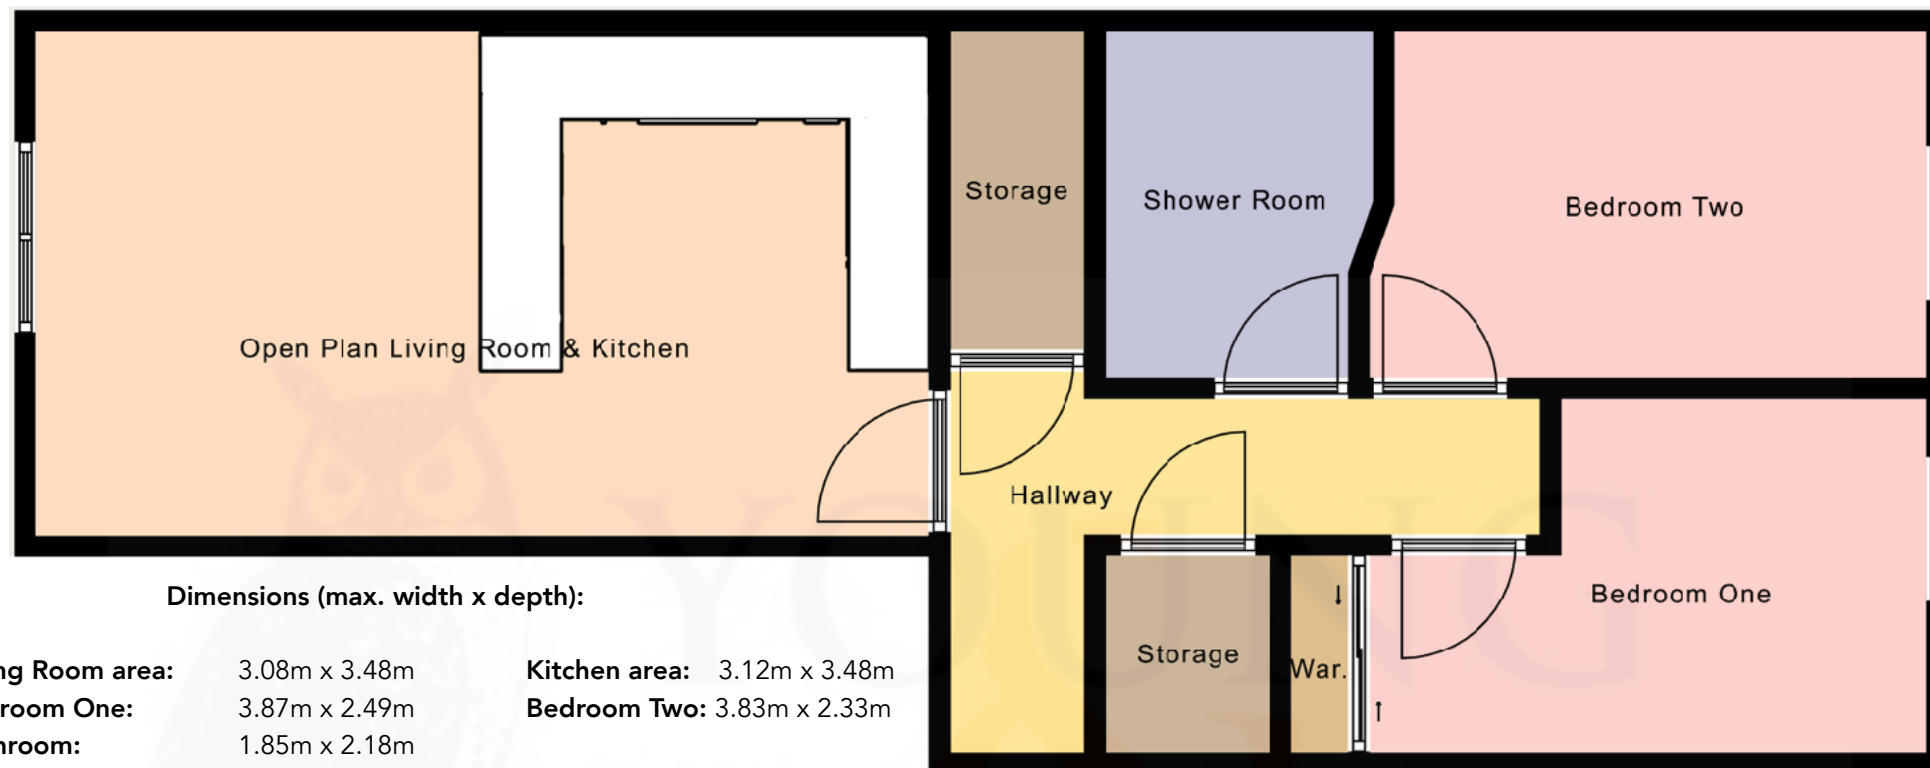 Storage
Shower Room
Bedroom Two
Open Plan Living Room & Kitchen
Hallway
Bedroom One
Storage
War.
Dimensions (max. width x depth):
ng Room area: 3.08m x 3.48m Kitchen area: 3.12m x 3.48m
room One: 3.87m x 2.49m Bedroom Two: 3.83m x 2.33m
room: 1.85m x 2.18m
YOUNG